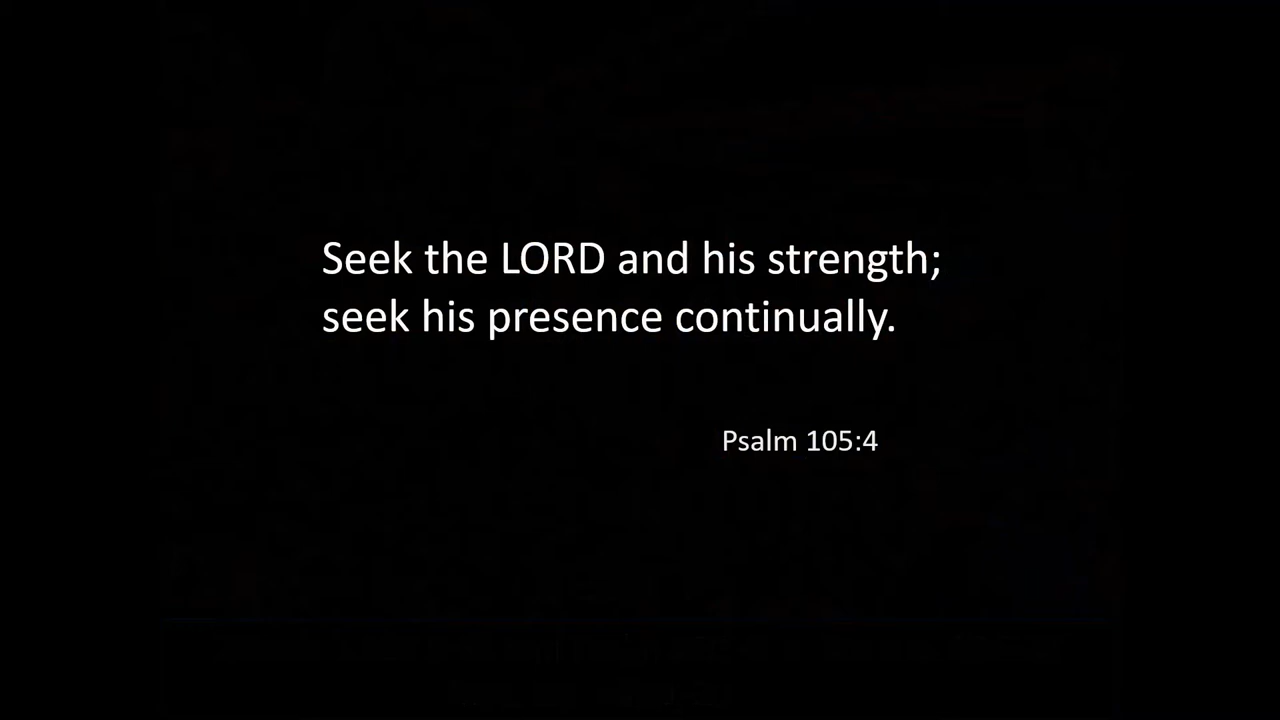 Seek the LORD and his strength;
seek his presence continually.
Psalm 105:4